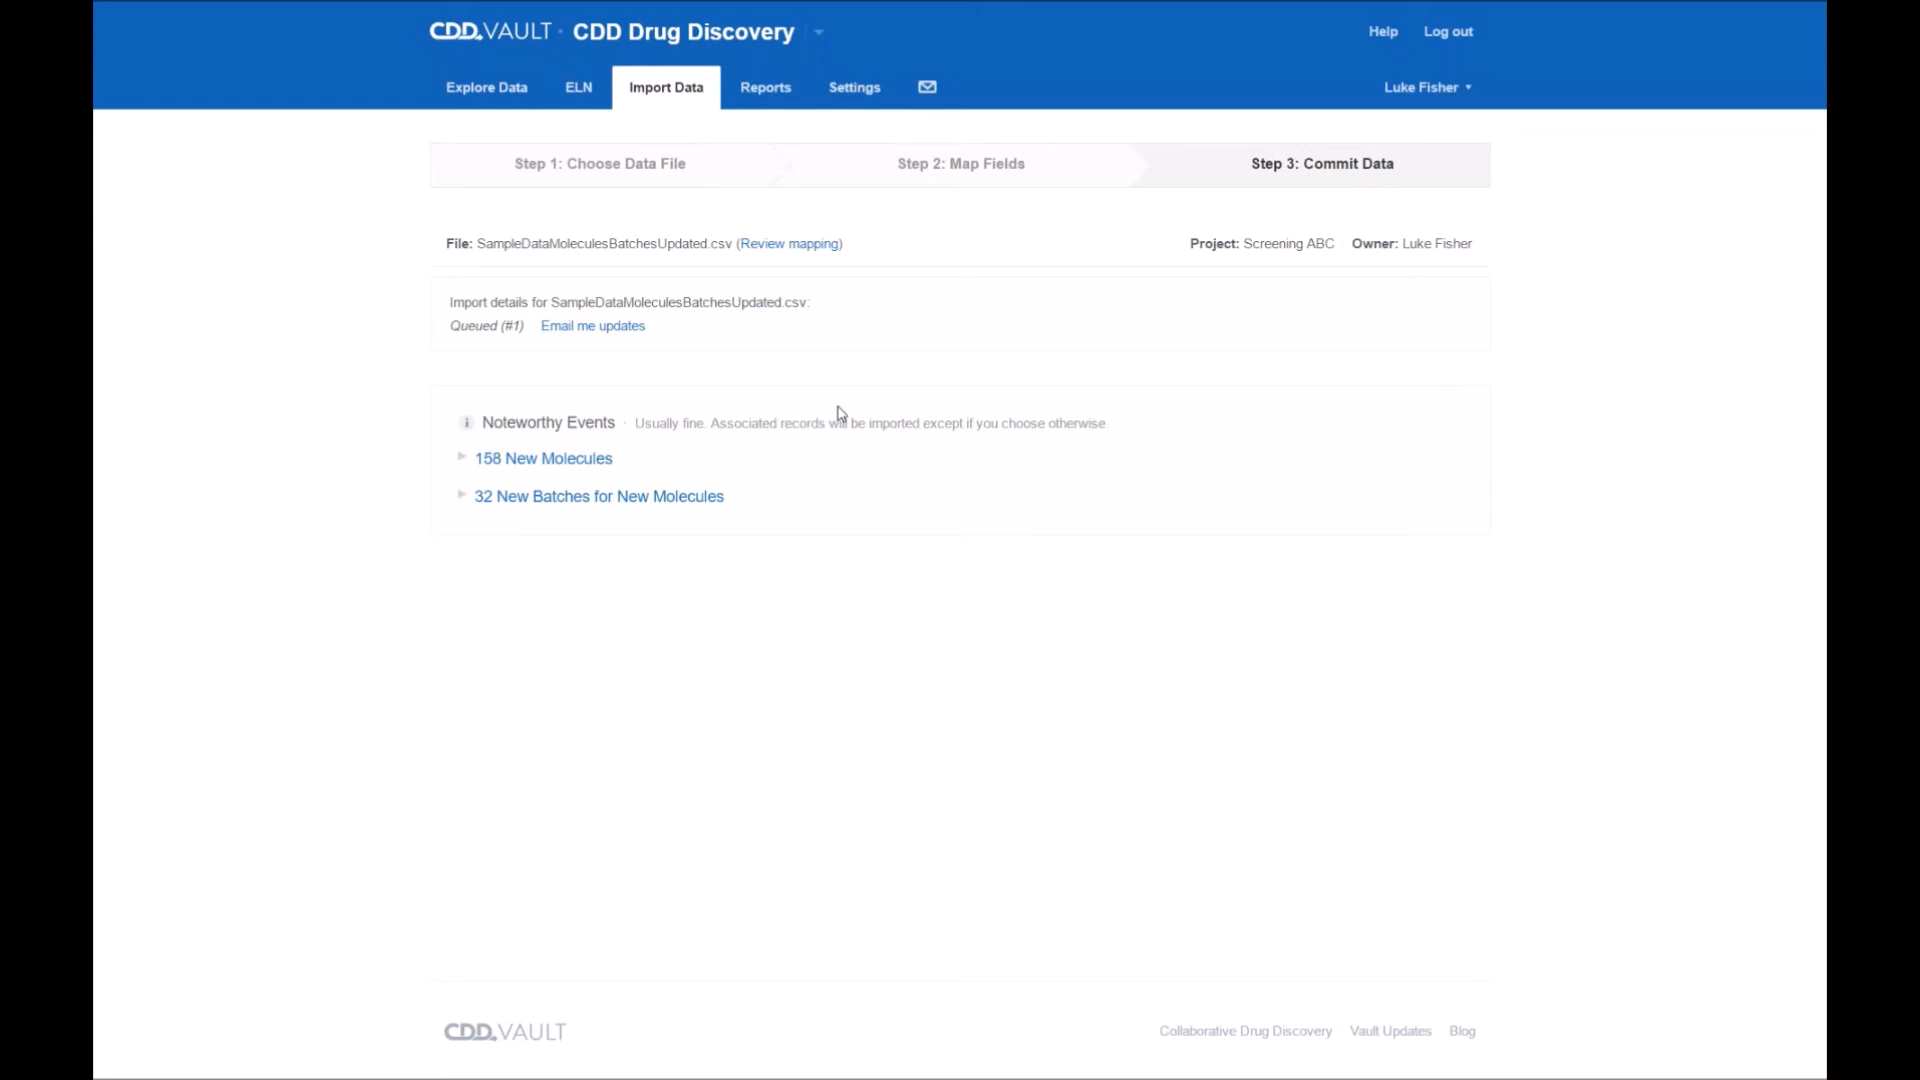 CDD.VAULT · CDD Drug Discovery
Help Log out
Explore Data ELN Import Data Reports Settings
Luke Fisher
Step 1: Choose Data File Step 2: Map Fields Step 3: Commit Data
File: SampleDataMoleculesBatchesUpdated.csv (Review mapping) Project: Screening ABC Owner: Luke Fisher
Import details for SampleDataMoleculesBatchesUpdated.csv:
Queued (#1) Email me updates
i Noteworthy Events · Usually fine. Associated records will be imported except if you choose otherwise.
158 New Molecules
32 New Batches for New Molecules
CDD.VAULT
Collaborative Drug Discovery Vault Updates Blog